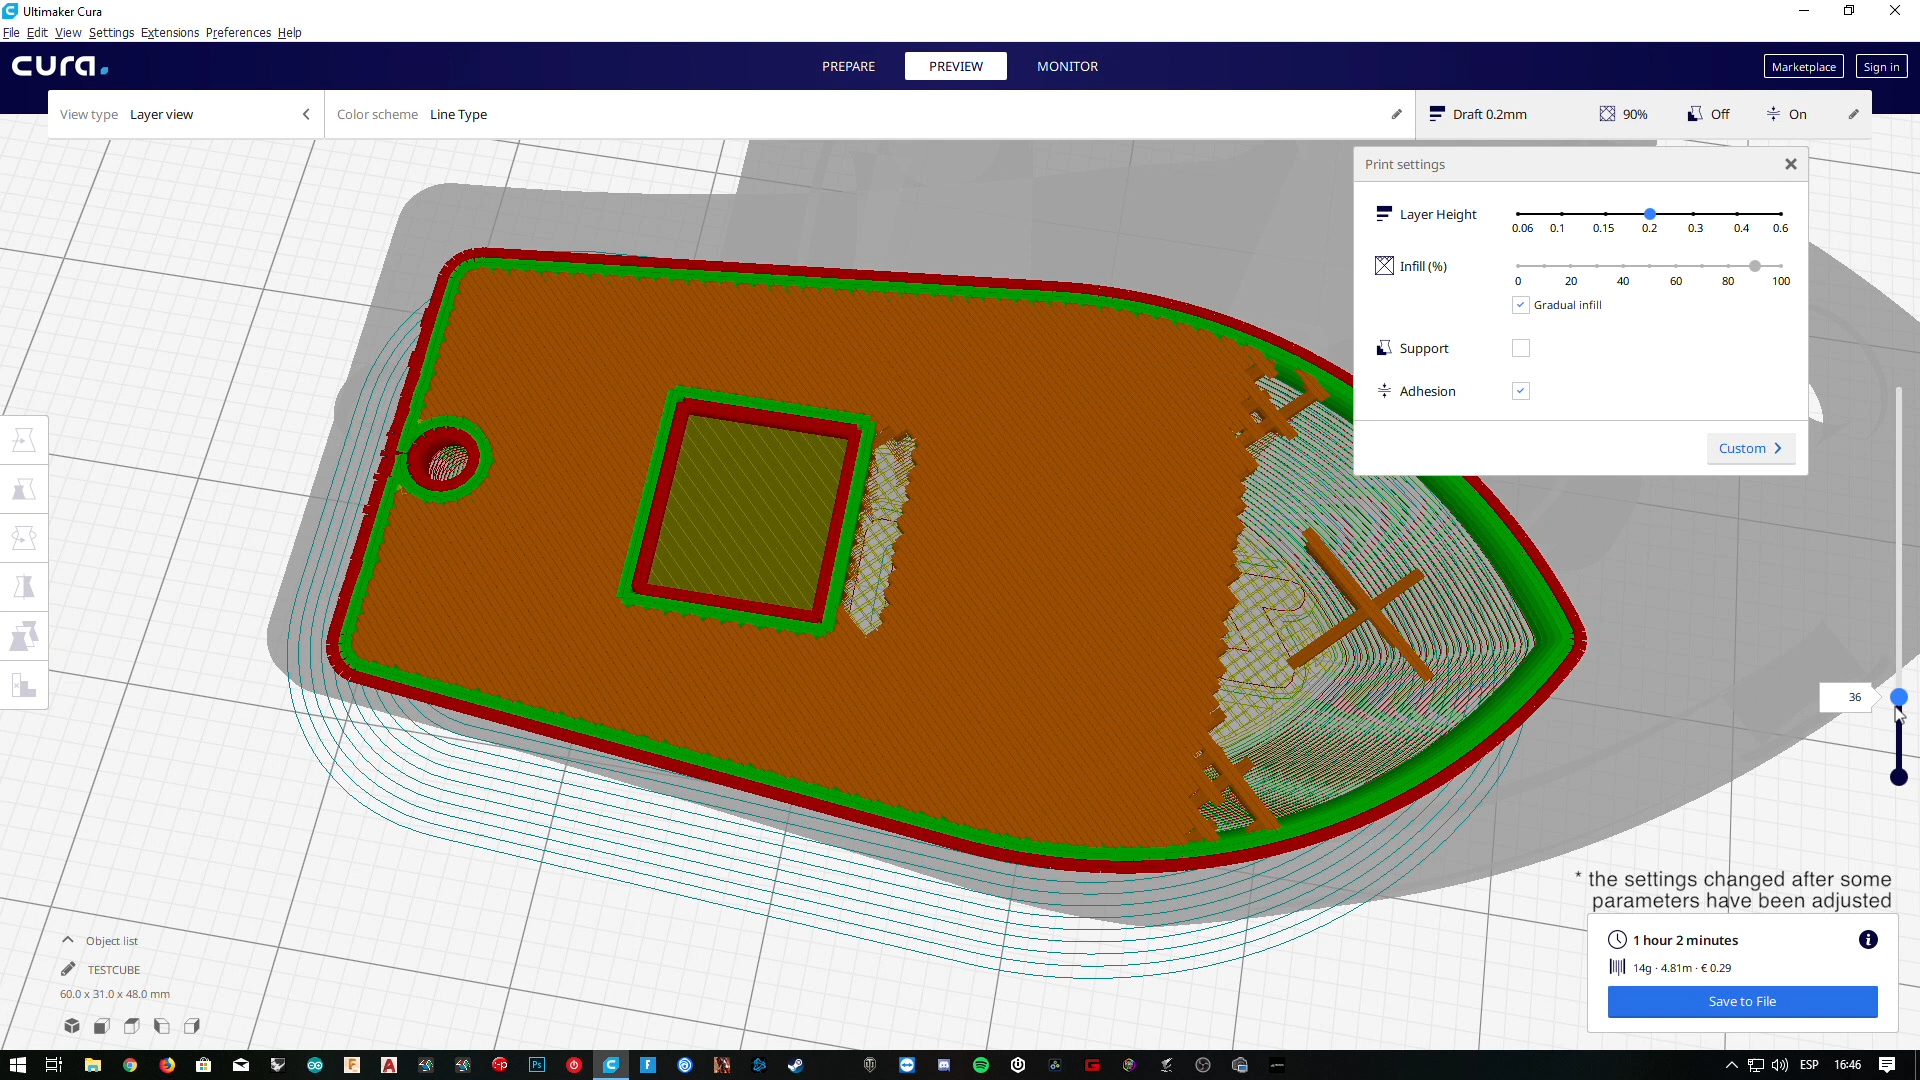 Ultimaker Cura
File Edit View Settings Extensions Preferences Help
cura.
PREPARE PREVIEW MONITOR
Marketplace Sign in
View type Layer view
Color scheme Line Type
Draft 0.2mm 90% Off On
Print settings
Layer Height
0.06 0.1 0.15 0.2 0.3 0.4 0.6
Infill (%)
0 20 40 60 80 100
Gradual infill
Support
Adhesion
Custom
36
* the settings changed after some
parameters have been adjusted
Object list
TESTCUBE
60.0 x 31.0 x 48.0 mm
1 hour 2 minutes
14g · 4.81m · € 0.29
Save to File
ESP 16:46